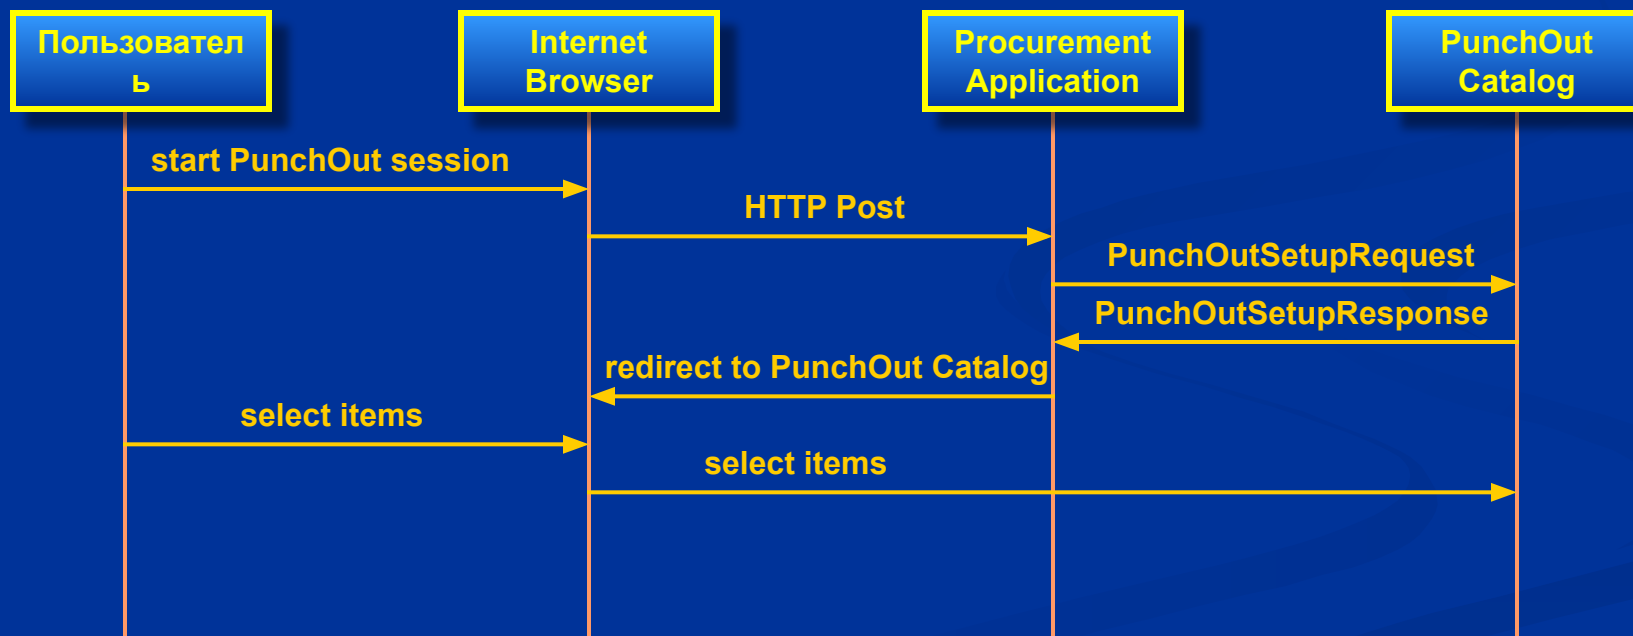 Пользовател
ь
Internet
Browser
Procurement
Application
PunchOut
Catalog
start PunchOut session
HTTP Post
PunchOutSetupRequest
PunchOutSetupResponse
redirect to PunchOut Catalog
select items
select items